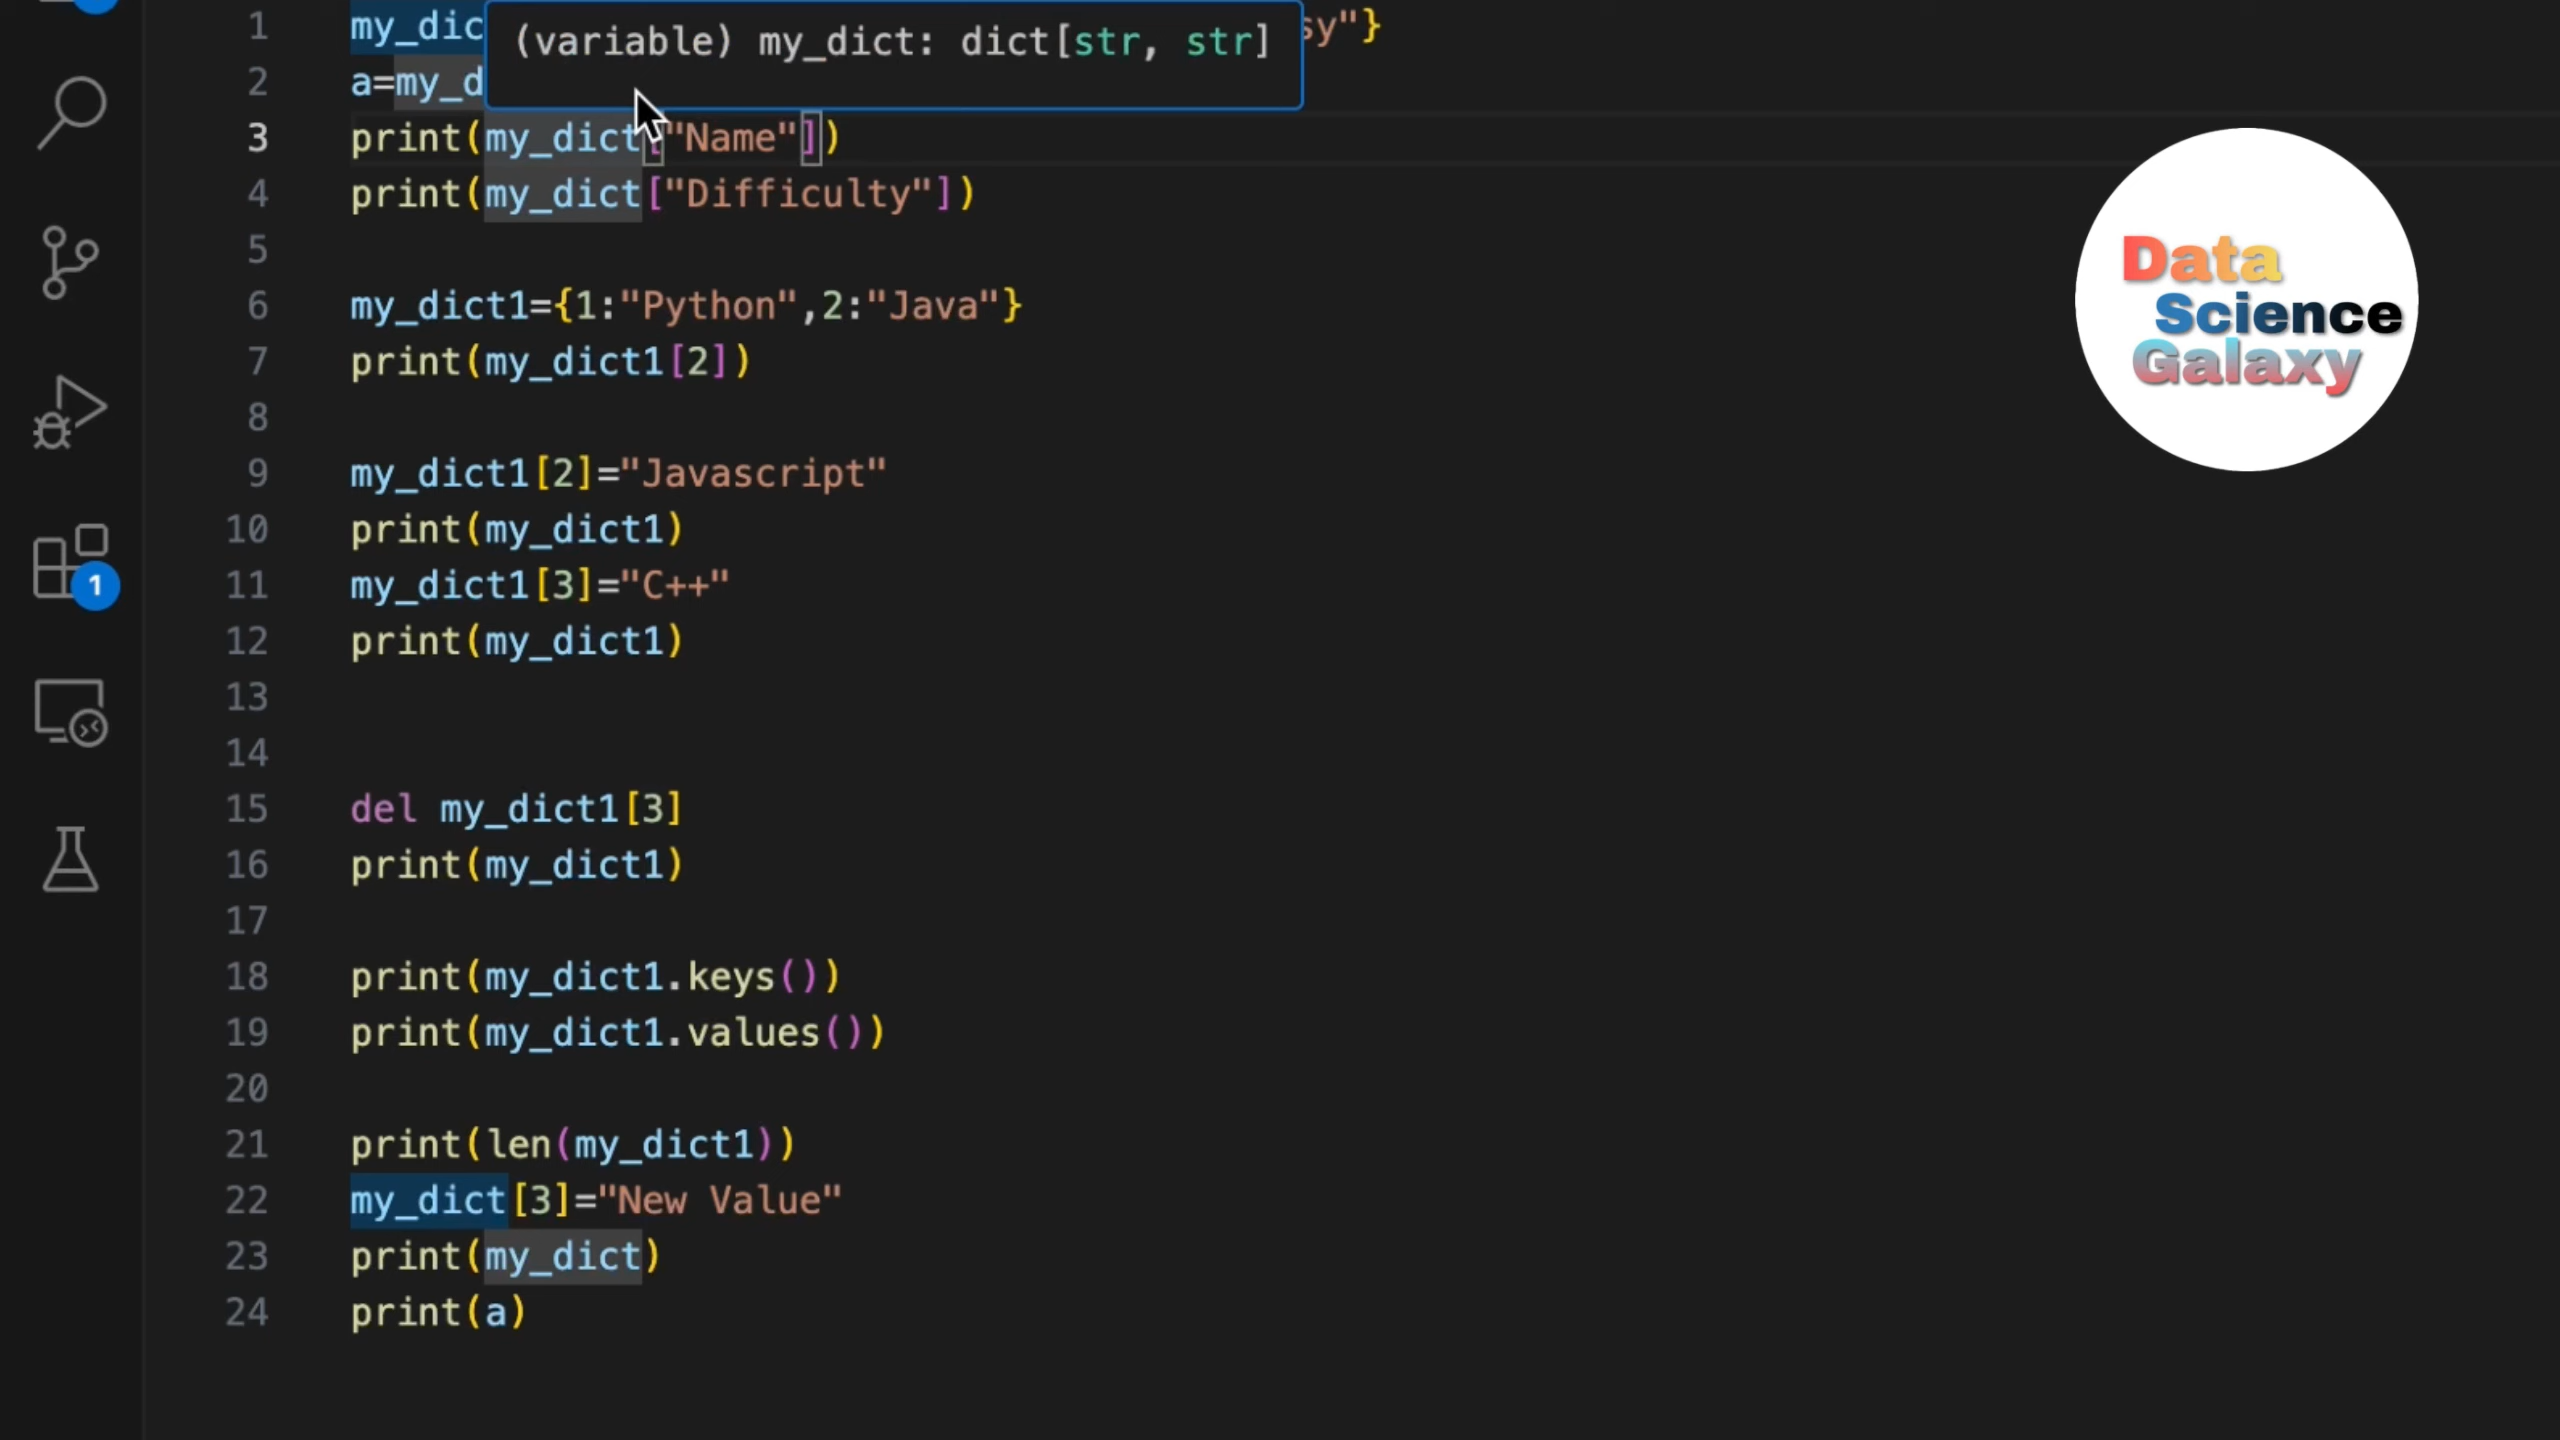 1 my_dic sy"}
(variable) my_dict: dict[str, str]
2 a=my_d
3 print(my_dict["Name"])
4 print(my_dict["Difficulty"])
5
6 my_dict1={1:"Python",2:"Java"}
7 print(my_dict1[2])
8
9 my_dict1[2]="Javascript"
10 print(my_dict1)
11 my_dict1[3]="C++"
12 print(my_dict1)
13
14
15 del my_dict1[3]
16 print(my_dict1)
17
18 print(my_dict1.keys())
19 print(my_dict1.values())
20
21 print(len(my_dict1))
22 my_dict[3]="New Value"
23 print(my_dict)
24 print(a)
1
Data
Science
Galaxy